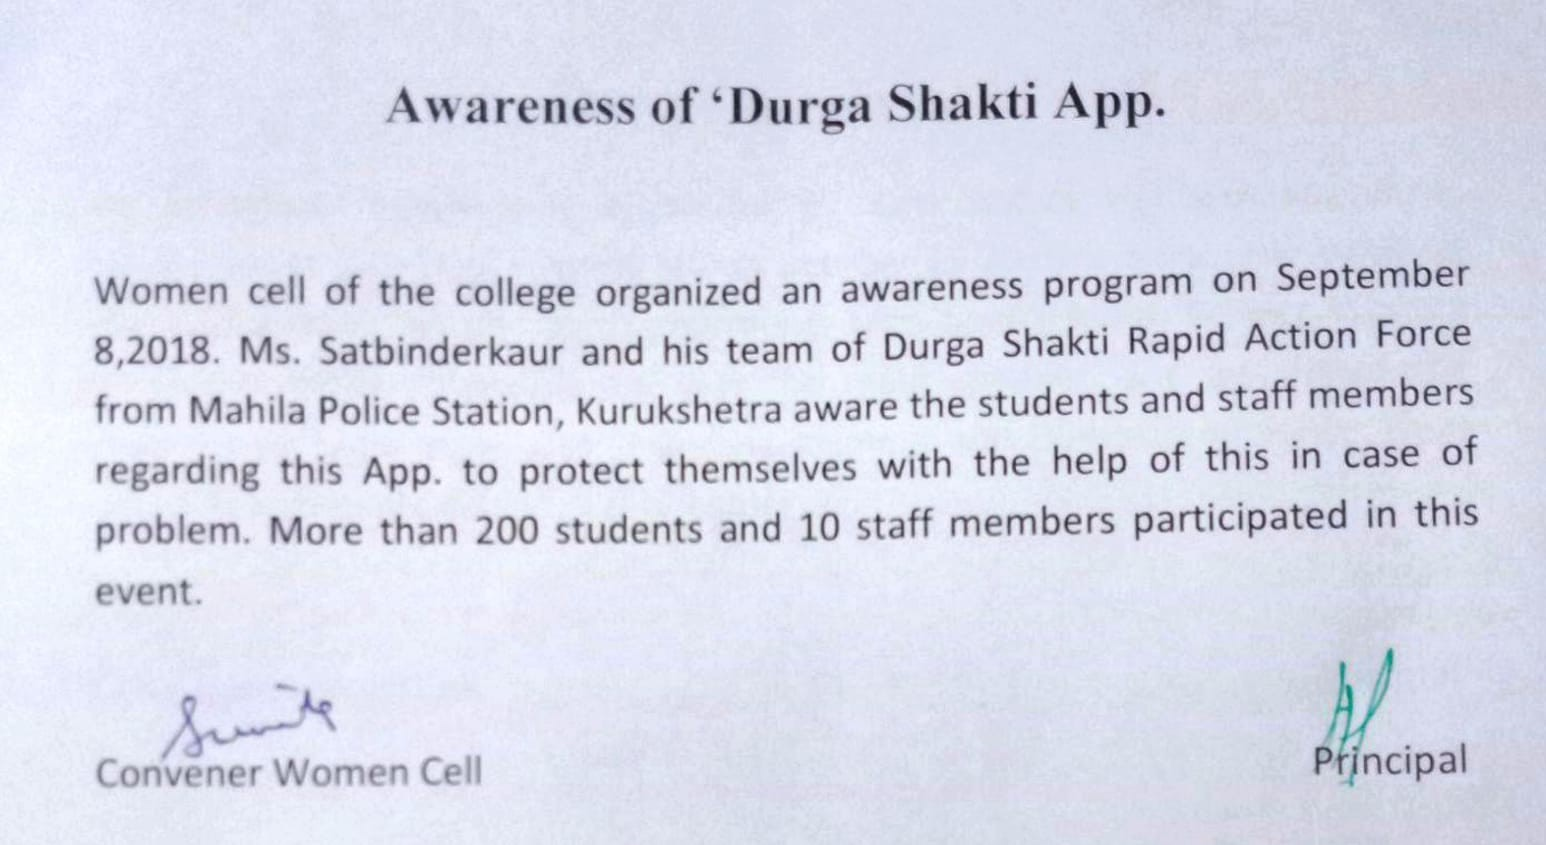 Awareness of ‘Durga Shakti App.
Women cell of the college organized an awareness program on September
8,2018. Ms. Satbinderkaur and his team of Durga Shakti Rapid Action Force
from Mahila Police Station, Kurukshetra aware the students and staff members
regarding this App. to protect themselves with the help of this in case of
problem. More than 200 students and 10 staff members participated in this
event.
Convener Women Cell
Principal